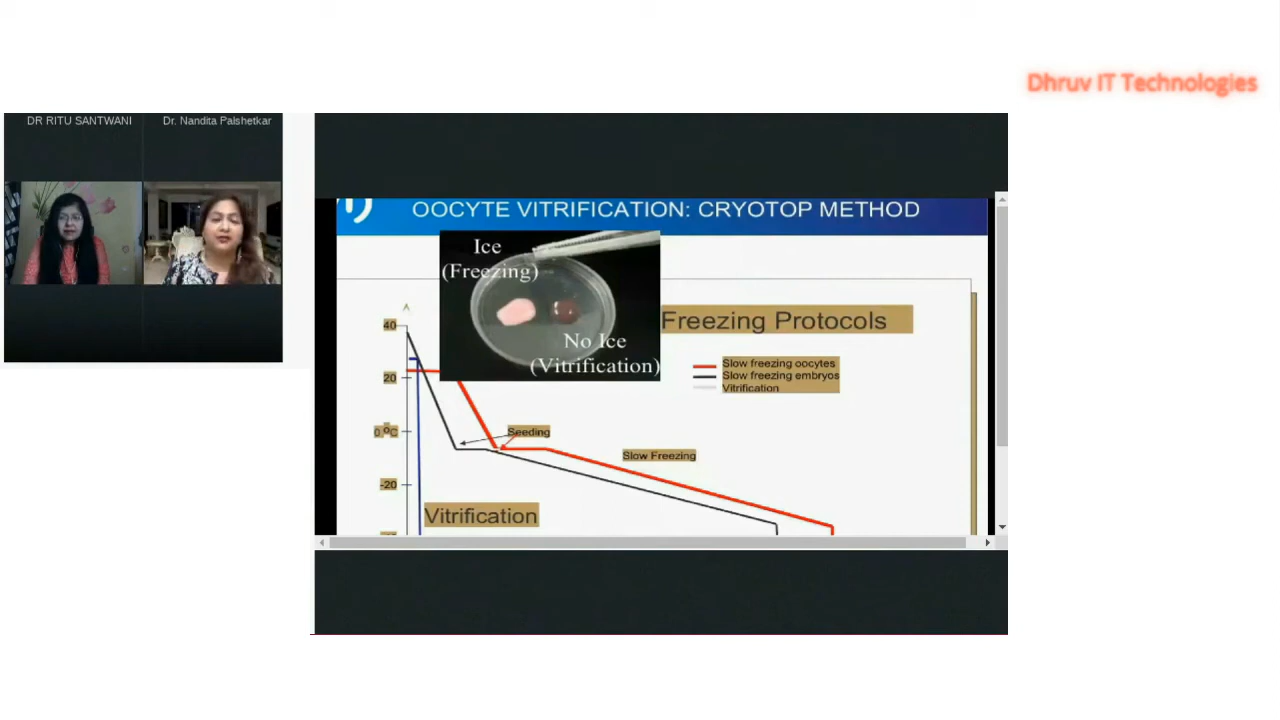 Dhruv IT Technologies
DR RITU SANTWANI
Dr. Nandita Palshetkar
OOCYTE VITRIFICATION: CRYOTOP METHOD
Ice
(Freezing)
No Ice
(Vitrification)
Freezing Protocols
Slow freezing oocytes
Slow freezing embryos
Vitrification
40
20
0 °C
-20
Seeding
Slow Freezing
Vitrification